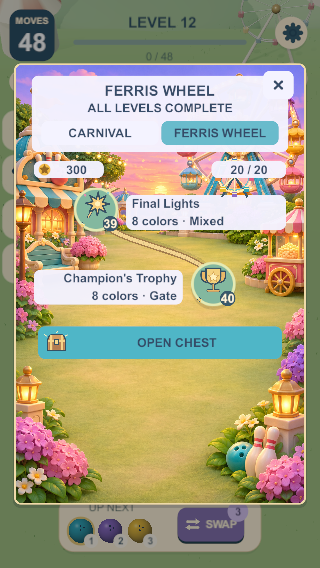 MOVES
48
LEVEL 12
0 / 48
FERRIS WHEEL
ALL LEVELS COMPLETE
CARNIVAL
FERRIS WHEEL
300
20 / 20
Final Lights
8 colors · Mixed
39
Champion's Trophy
8 colors · Gate
40
OPEN CHEST
UP NEXT
1
2
3
SWAP
3